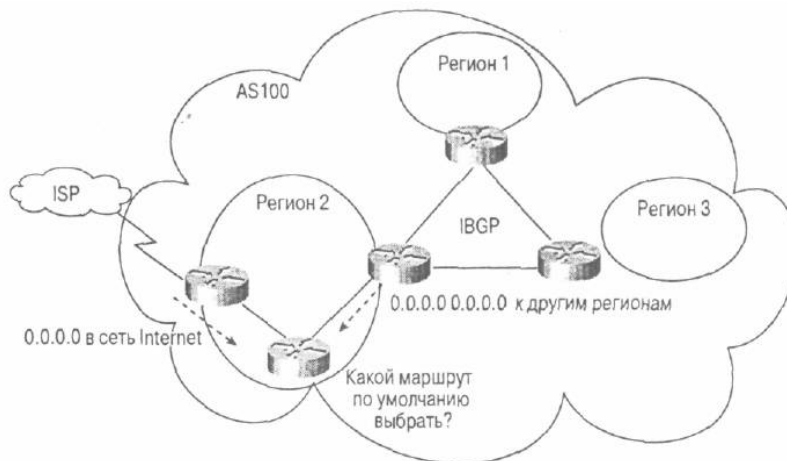 Регион 1
AS100
ISP
Регион 2
Регион 3
IBGP
0.0.0.0 0.0.0.0 к другим регионам
0.0.0.0 в сеть Internet
Какой маршрут
по умолчанию
выбрать?